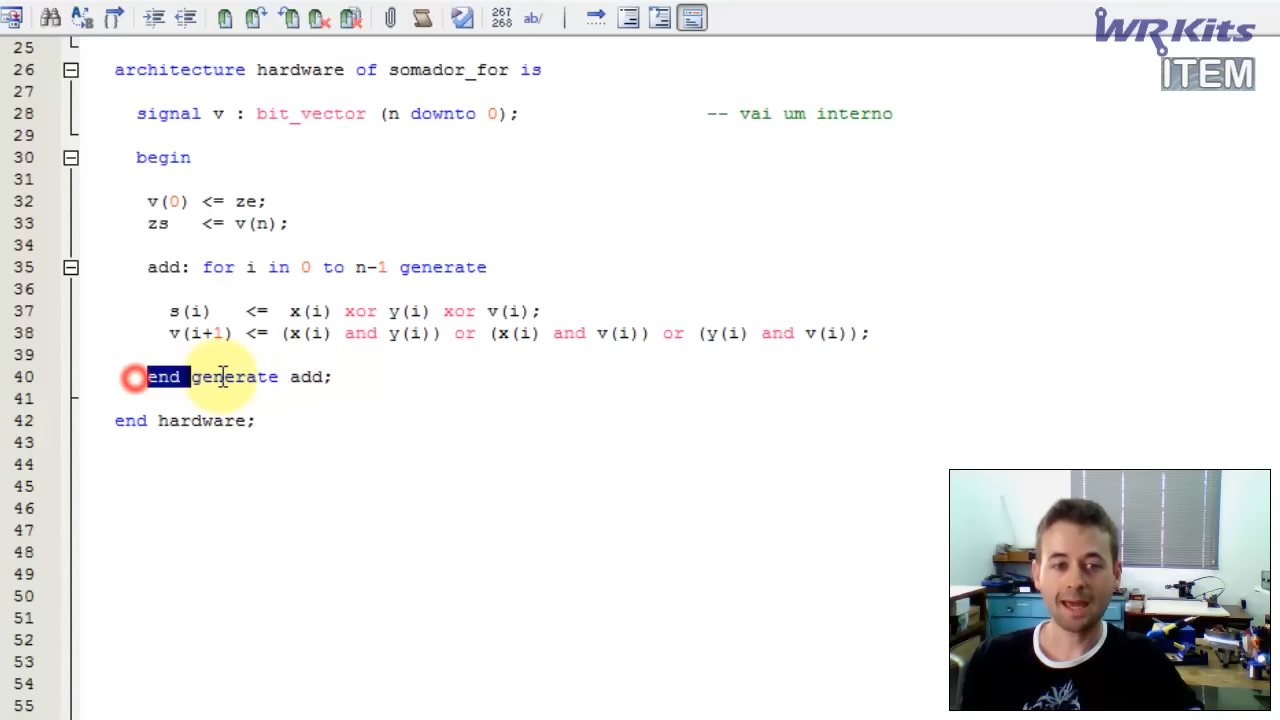 267
268
ab/
WR Kits
ITEM
25
26 architecture hardware of somador_for is
27
28 signal v : bit_vector (n downto 0); -- vai um interno
29
30 begin
31
32 v(0) <= ze;
33 zs <= v(n);
34
35 add: for i in 0 to n-1 generate
36
37 s(i) <= x(i) xor y(i) xor v(i);
38 v(i+1) <= (x(i) and y(i)) or (x(i) and v(i)) or (y(i) and v(i));
39
40 end generate add;
41
42 end hardware;
43
44
45
46
47
48
49
50
51
52
53
54
55